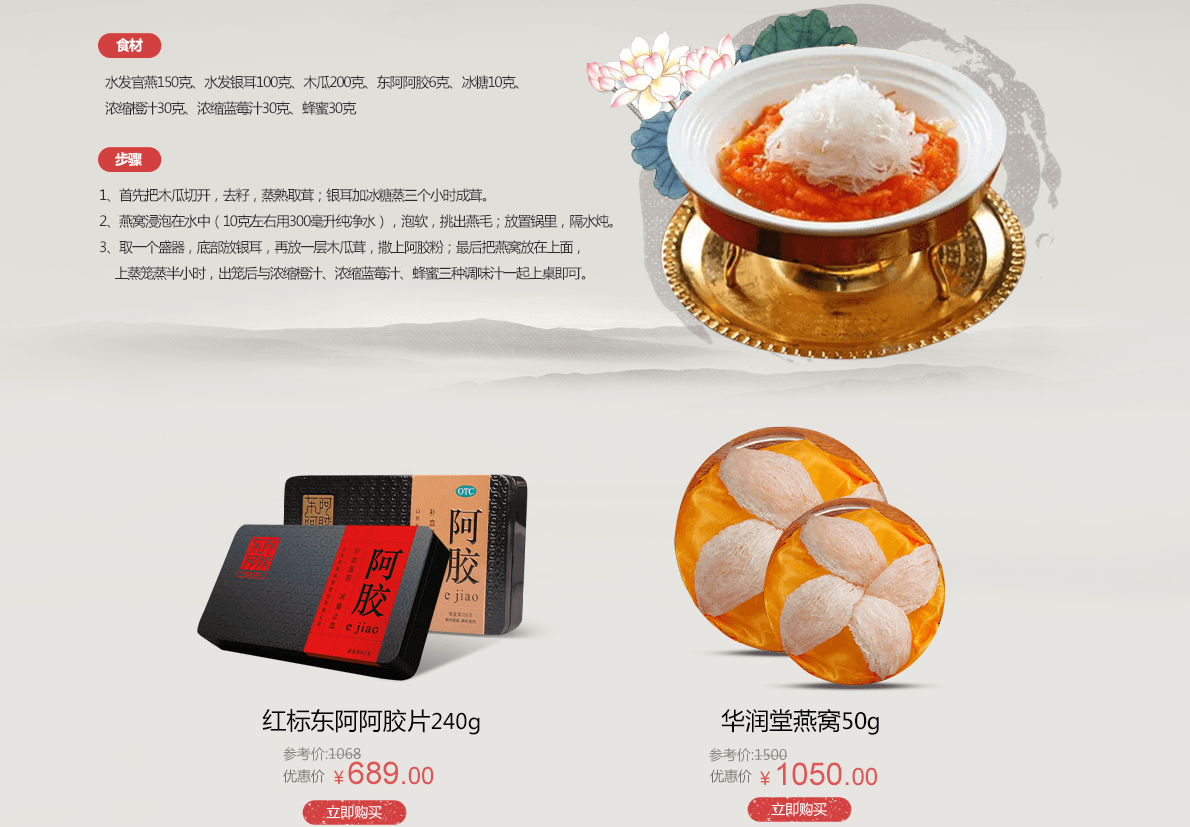 食材
水发官燕150克、水发银耳100克、木瓜200克、东阿阿胶6克、冰糖10克、
浓缩橙汁30克、浓缩蓝莓汁30克、蜂蜜30克
步骤
1、首先把木瓜切开，去籽，蒸熟取茸；银耳加冰糖蒸三个小时成茸。
2、燕窝浸泡在水中（10克左右用300毫升纯净水），泡软，挑出燕毛；放置锅里，隔水炖。
3、取一个盛器，底部放银耳，再放一层木瓜茸，撒上阿胶粉；最后把燕窝放在上面，
上蒸笼蒸半小时，出笼后与浓缩橙汁、浓缩蓝莓汁、蜂蜜三种调味汁一起上桌即可。
OTC
阿胶
e jiao
阿胶
e jiao
红标东阿阿胶片240g
参考价:1068
优惠价 ¥689.00
立即购买
华润堂燕窝50g
参考价:1500
优惠价 ¥1050.00
立即购买